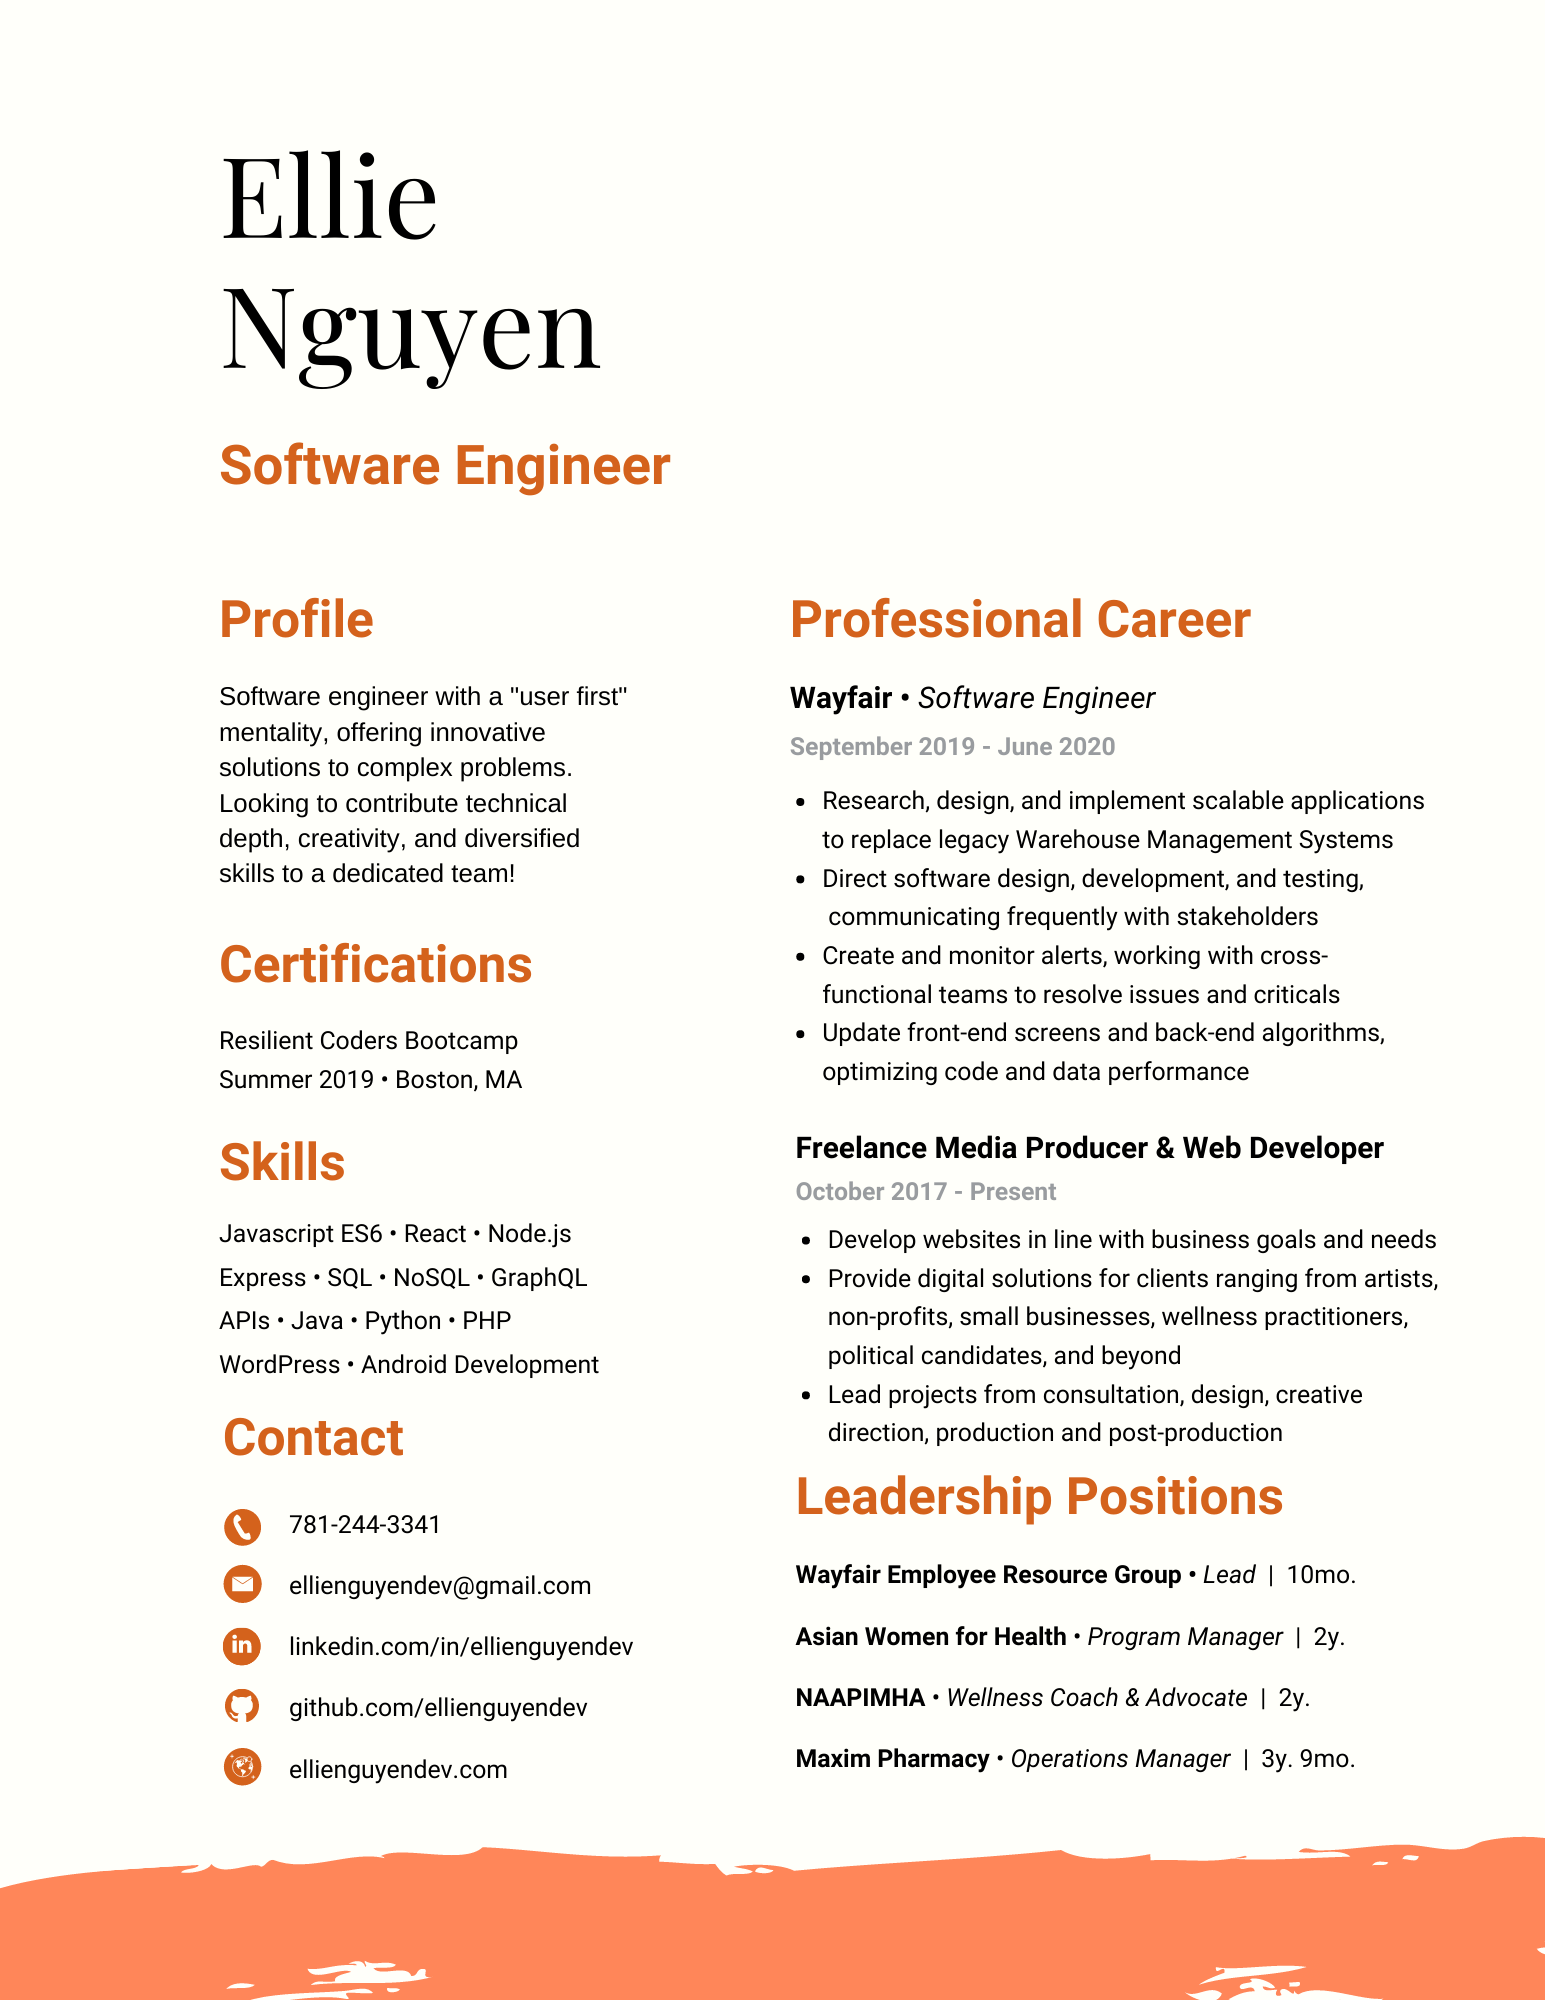 Ellie
Nguyen
Software Engineer
Profile
Software engineer with a "user first"
mentality, offering innovative
solutions to complex problems.
Looking to contribute technical
depth, creativity, and diversified
skills to a dedicated team!
Certifications
Resilient Coders Bootcamp
Summer 2019 • Boston, MA
Skills
Javascript ES6 • React • Node.js
Express • SQL • NoSQL • GraphQL
APIs • Java • Python • PHP
WordPress • Android Development
Contact
781-244-3341
ellienguyendev@gmail.com
in linkedin.com/in/ellienguyendev
github.com/ellienguyendev
ellienguyendev.com
Professional Career
Wayfair • Software Engineer
September 2019 - June 2020
• Research, design, and implement scalable applications
to replace legacy Warehouse Management Systems
• Direct software design, development, and testing,
communicating frequently with stakeholders
• Create and monitor alerts, working with cross-
functional teams to resolve issues and criticals
• Update front-end screens and back-end algorithms,
optimizing code and data performance
Freelance Media Producer & Web Developer
October 2017 - Present
• Develop websites in line with business goals and needs
• Provide digital solutions for clients ranging from artists,
non-profits, small businesses, wellness practitioners,
political candidates, and beyond
• Lead projects from consultation, design, creative
direction, production and post-production
Leadership Positions
Wayfair Employee Resource Group • Lead | 10mo.
Asian Women for Health • Program Manager | 2y.
NAAPIMHA • Wellness Coach & Advocate | 2y.
Maxim Pharmacy • Operations Manager | 3y. 9mo.